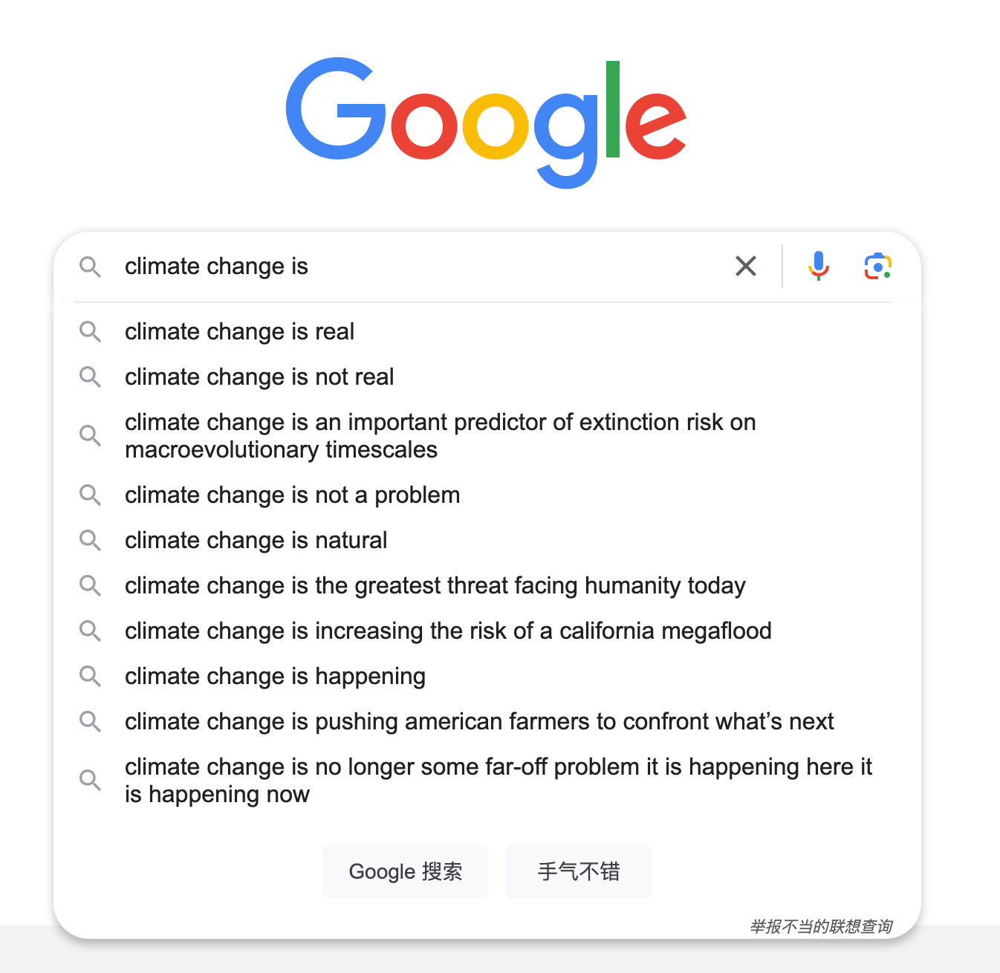 Google
climate change is
climate change is real
climate change is not real
climate change is an important predictor of extinction risk on
macroevolutionary timescales
climate change is not a problem
climate change is natural
climate change is the greatest threat facing humanity today
climate change is increasing the risk of a california megaflood
climate change is happening
climate change is pushing american farmers to confront what’s next
climate change is no longer some far-off problem it is happening here it
is happening now
Google 搜索 手气不错
举报不当的联想查询